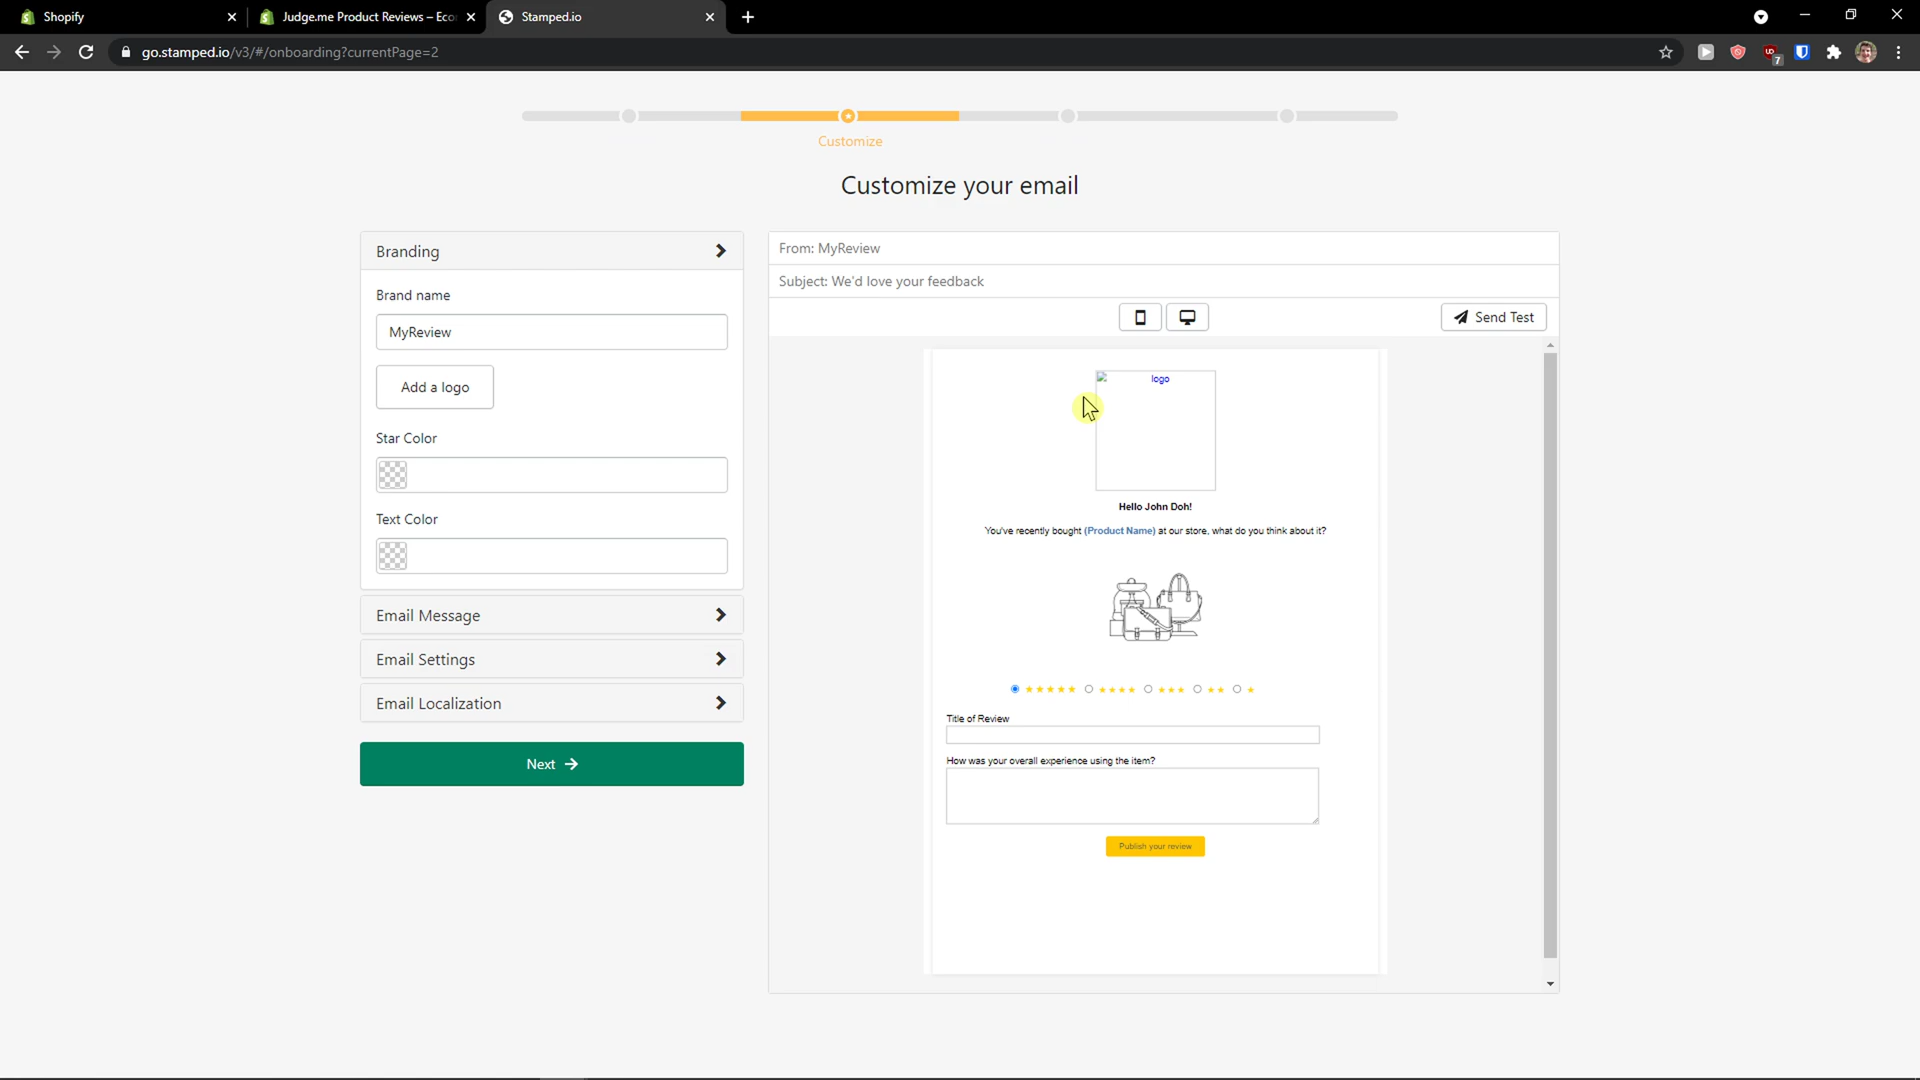 Shopify
Judge.me Product Reviews – Eco
Stamped.io
go.stamped.io/v3/#/onboarding?currentPage=2
7
Customize
Customize your email
Branding
Brand name
MyReview
Add a logo
Star Color
Text Color
Email Message
Email Settings
Email Localization
Next
From: MyReview
Subject: We'd love your feedback
Send Test
logo
Hello John Doh!
You've recently bought (Product Name) at our store, what do you think about it?
Title of Review
How was your overall experience using the item?
Publish your review